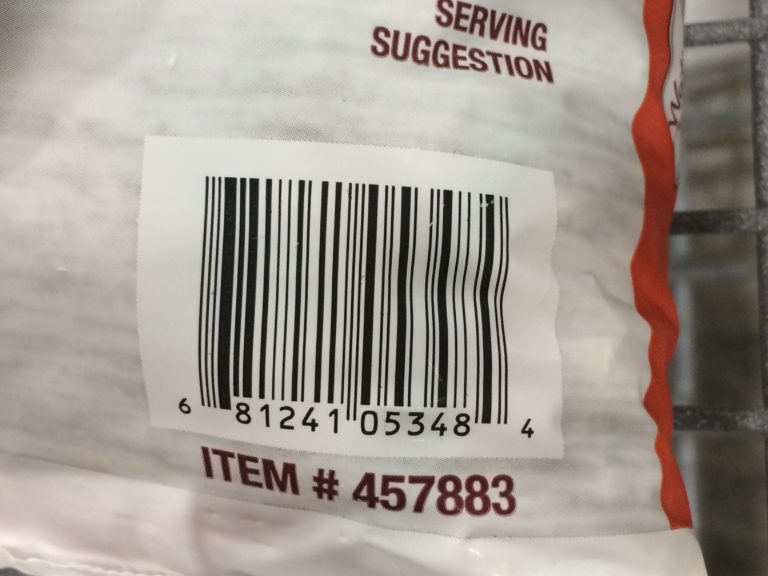 SERVING
SUGGESTION
6 81241 05348 4
ITEM # 457883